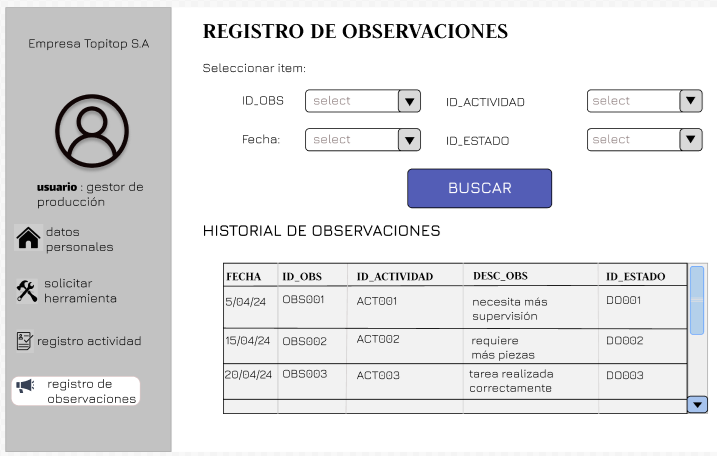 Empresa Topitop S.A
usuario : gestor de
producción
datos
personales
solicitar
herramienta
registro actividad
registro de
observaciones
REGISTRO DE OBSERVACIONES
Seleccionar item:
ID_OBS select ID_ACTIVIDAD select
Fecha: select ID_ESTADO select
BUSCAR
HISTORIAL DE OBSERVACIONES
FECHA ID_OBS ID_ACTIVIDAD DESC_OBS ID_ESTADO
5/04/24 OBS001 ACT001 necesita más DO001
supervisión
15/04/24 OBS002 ACT002 requiere DO002
más piezas
20/04/24 OBS003 ACT003 tarea realizada DO003
correctamente